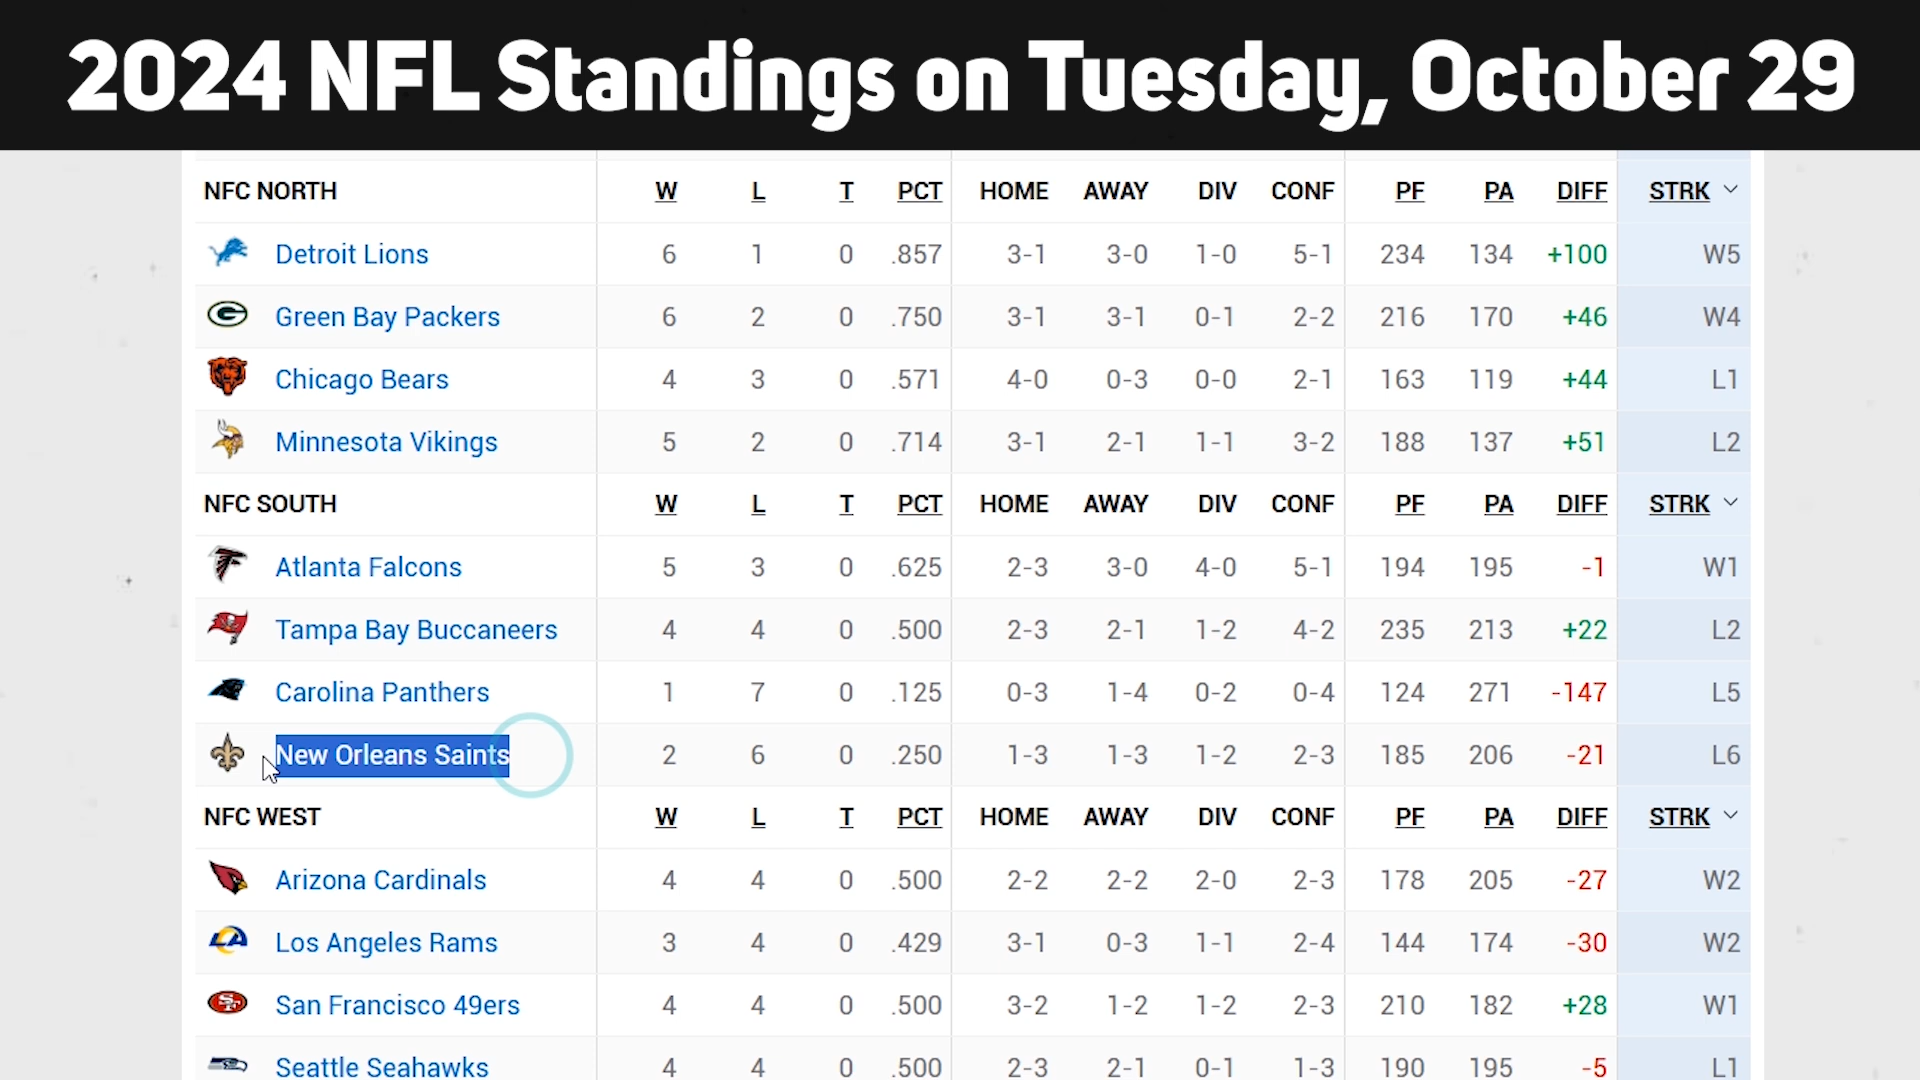 2024 NFL Standings on Tuesday, October 29
NFC NORTH W L T PCT HOME AWAY DIV CONF PF PA DIFF STRK
Detroit Lions 6 1 0 .857 3-1 3-0 1-0 5-1 234 134 +100 W5
Green Bay Packers 6 2 0 .750 3-1 3-1 0-1 2-2 216 170 +46 W4
Chicago Bears 4 3 0 .571 4-0 0-3 0-0 2-1 163 119 +44 L1
Minnesota Vikings 5 2 0 .714 3-1 2-1 1-1 3-2 188 137 +51 L2
NFC SOUTH W L T PCT HOME AWAY DIV CONF PF PA DIFF STRK
Atlanta Falcons 5 3 0 .625 2-3 3-0 4-0 5-1 194 195 -1 W1
Tampa Bay Buccaneers 4 4 0 .500 2-3 2-1 1-2 4-2 235 213 +22 L2
Carolina Panthers 1 7 0 .125 0-3 1-4 0-2 0-4 124 271 -147 L5
New Orleans Saints 2 6 0 .250 1-3 1-3 1-2 2-3 185 206 -21 L6
NFC WEST W L T PCT HOME AWAY DIV CONF PF PA DIFF STRK
Arizona Cardinals 4 4 0 .500 2-2 2-2 2-0 2-3 178 205 -27 W2
Los Angeles Rams 3 4 0 .429 3-1 0-3 1-1 2-4 144 174 -30 W2
San Francisco 49ers 4 4 0 .500 3-2 1-2 1-2 2-3 210 182 +28 W1
Seattle Seahawks 4 4 0 .500 2-3 2-1 0-1 1-3 190 195 -5 L1